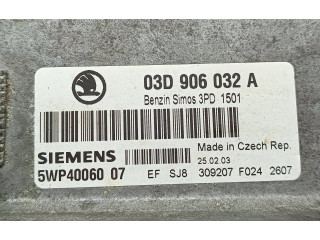 03D 906 032 A
Benzin Simos 3PD 1501
SIEMENS
Made in Czech Rep.
25.02.03
5WP40060 07 EF SJ8 309207 F024 2607